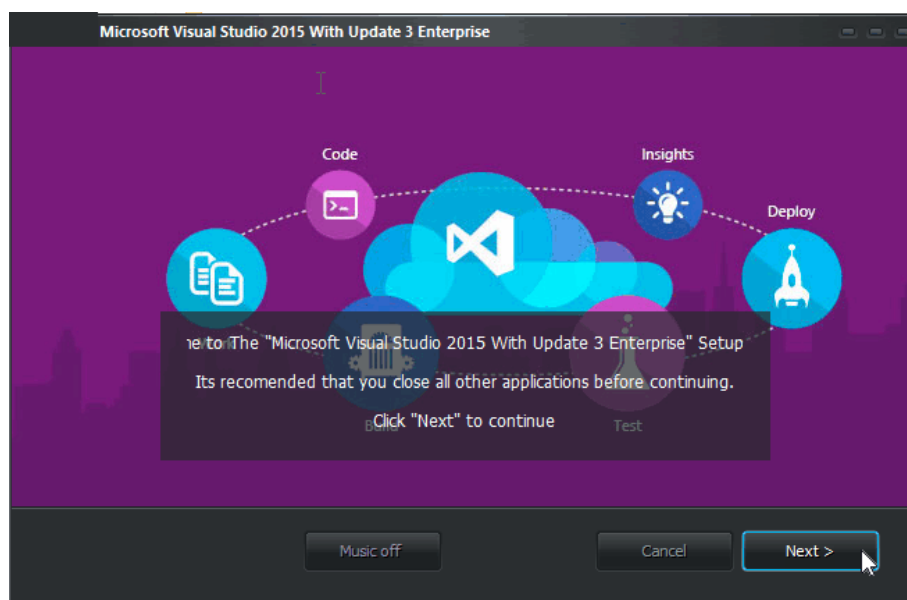 Microsoft Visual Studio 2015 With Update 3 Enterprise
Code
Insights
Deploy
to The "Microsoft Visual Studio 2015 With Update 3 Enterprise" Setup
Its recomended that you close all other applications before continuing.
Click "Next" to continue
Build
Test
Music off
Cancel
Next >